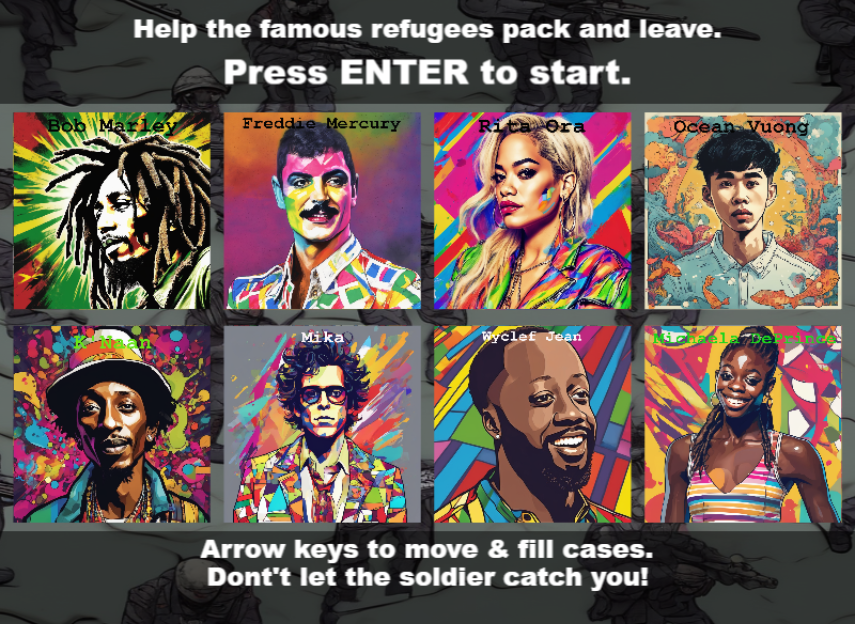 Help the famous refugees pack and leave.
Press ENTER to start.
Bob Marley
Freddie Mercury
Rita Ora
Ocean Vuong
K'Naan
Mika
Wyclef Jean
Michaela DePrince
Arrow keys to move & fill cases.
Dont't let the soldier catch you!